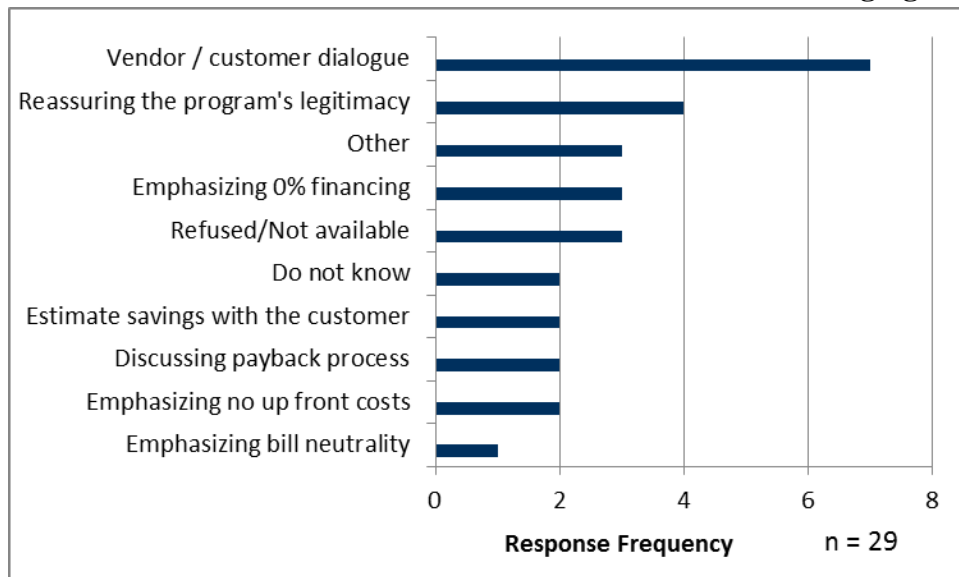 Vendor / customer dialogue
Reassuring the program's legitimacy
Other
Emphasizing 0% financing
Refused/Not available
Do not know
Estimate savings with the customer
Discussing payback process
Emphasizing no up front costs
Emphasizing bill neutrality
0 2 4 6 8
Response Frequency n = 29